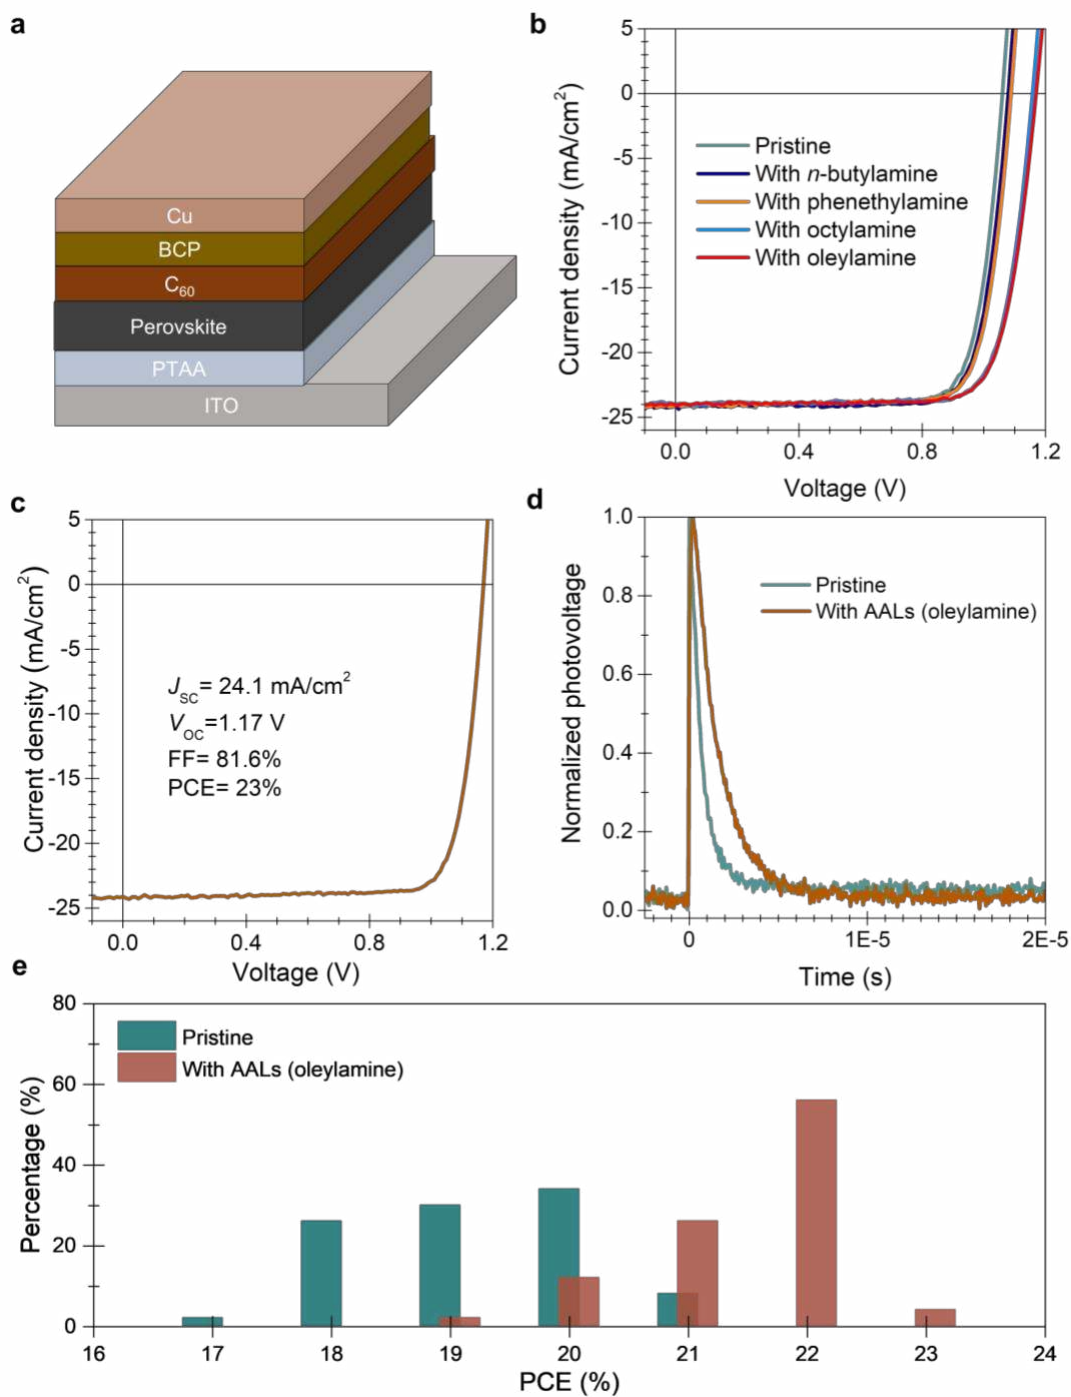 a
Cu
BCP
C60
Perovskite
PTAA
ITO
b
5
0
-5
-10
-15
-20
-25
Current density (mA/cm2)
Pristine
With n-butylamine
With phenethylamine
With octylamine
With oleylamine
0.0 0.4 0.8 1.2
Voltage (V)
c
5
0
-5
-10
-15
-20
-25
Current density (mA/cm2)
JSC= 24.1 mA/cm2
VOC=1.17 V
FF= 81.6%
PCE= 23%
0.0 0.4 0.8 1.2
Voltage (V)
d
1.0
0.8
0.6
0.4
0.2
0.0
Normalized photovoltage
Pristine
With AALs (oleylamine)
0 1E-5 2E-5
Time (s)
e
80
60
40
20
0
Percentage (%)
Pristine
With AALs (oleylamine)
16 17 18 19 20 21 22 23 24
PCE (%)